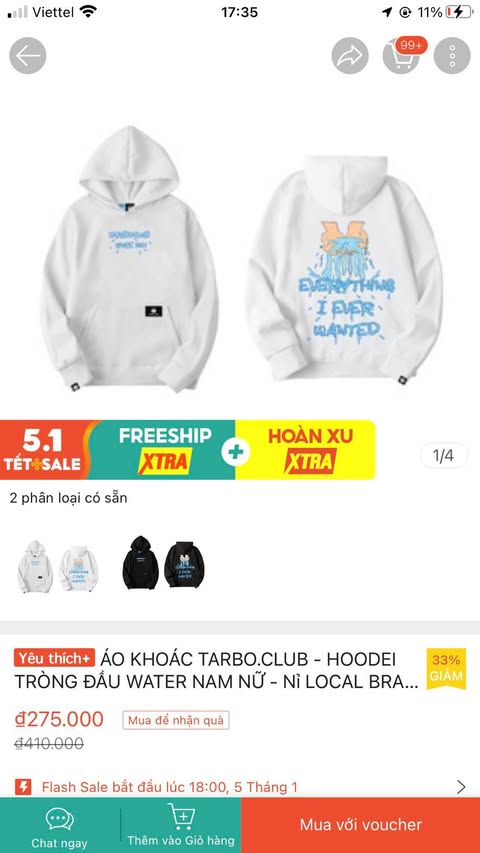 Viettel
17:35
11%
99+
EVERYTHING
I EVER
WANTED
5.1
TẾT SALE
FREESHIP
XTRA
+
HOÀN XU
XTRA
1/4
2 phân loại có sẵn
Yêu thích+ ÁO KHOÁC TARBO.CLUB - HOODEI
TRÒNG ĐẦU WATER NAM NỮ - Nỉ LOCAL BRA...
33%
GIẢM
₫275.000
Mua để nhận quà
₫410.000
Flash Sale bắt đầu lúc 18:00, 5 Tháng 1
Chat ngay
Thêm vào Giỏ hàng
Mua với voucher